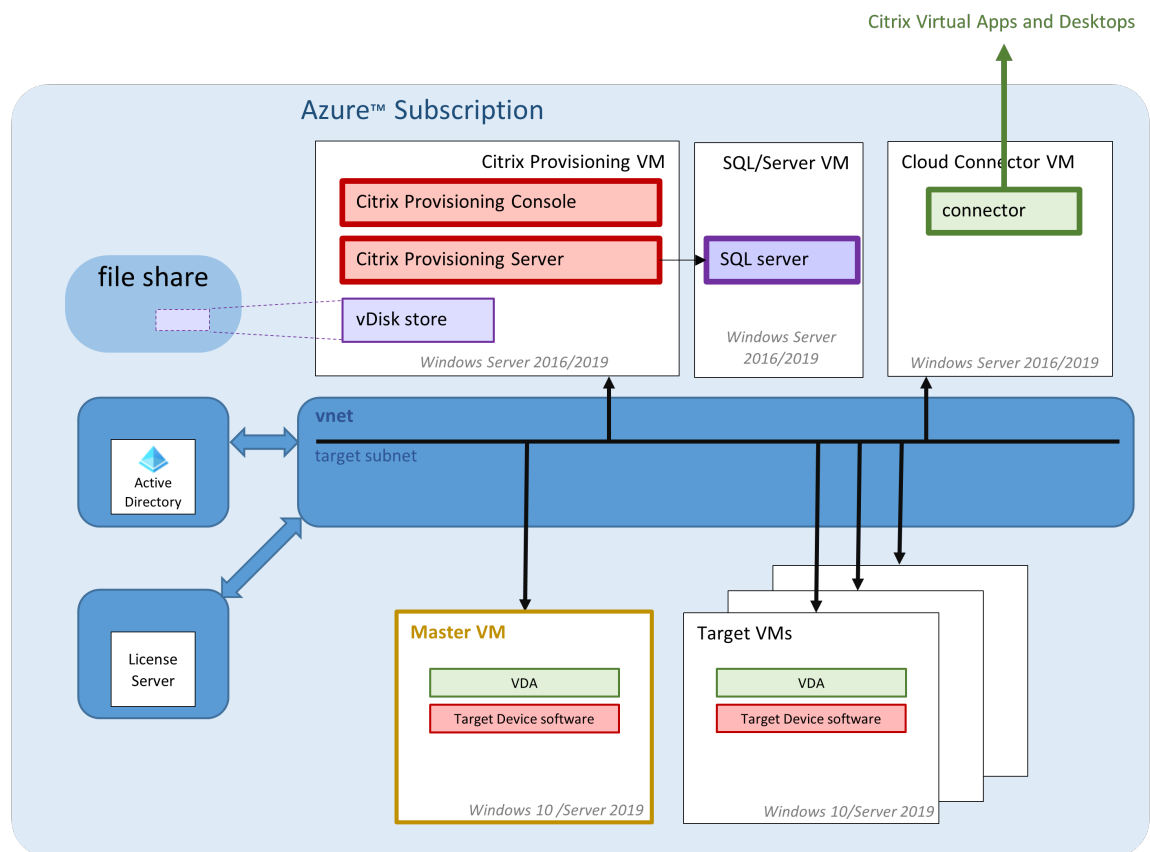 Citrix Virtual Apps and Desktops
Azure™ Subscription
Citrix Provisioning VM
Citrix Provisioning Console
Citrix Provisioning Server
vDisk store
Windows Server 2016/2019
SQL/Server VM
SQL server
Windows Server
2016/2019
Cloud Connector VM
connector
Windows Server 2016/2019
file share
vnet
target subnet
Active
Directory
License
Server
Master VM
VDA
Target Device software
Windows 10 /Server 2019
Target VMs
VDA
Target Device software
Windows 10/Server 2019